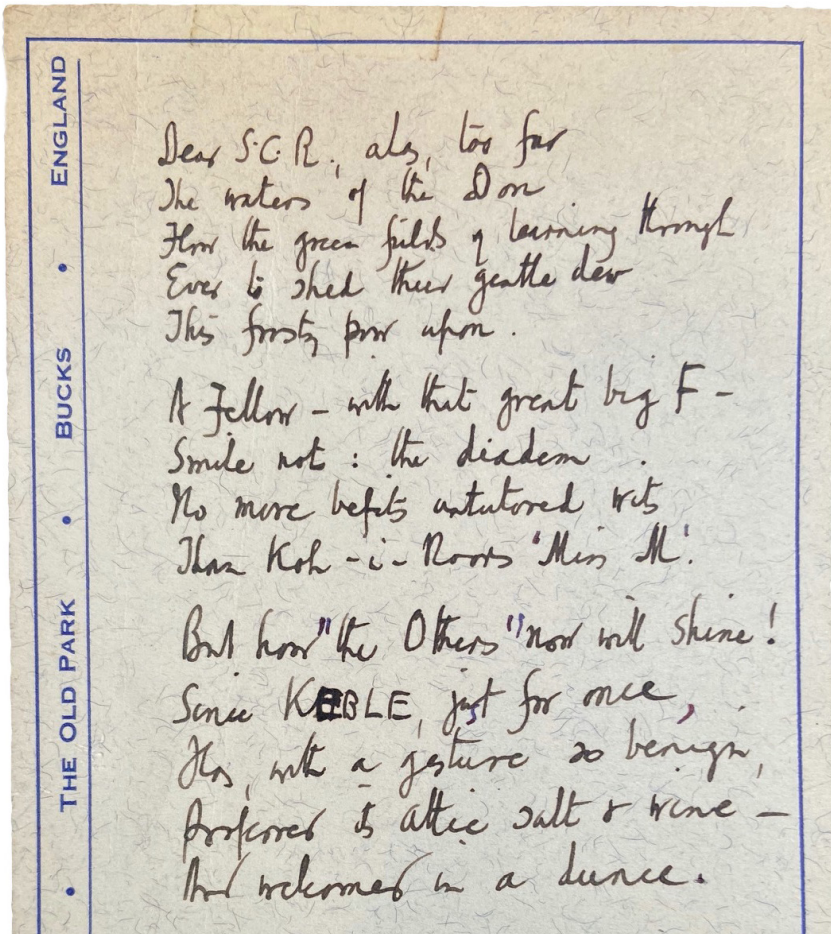 ENGLAND
BUCKS
THE OLD PARK
Dear S.C.R., alas, too far
The waters of the Don
Flow the green fields of learning through
Ever to shed their gentle dew
This frosty pow upon.
A Fellow – with that great big F –
Smile not : the diadem
No more befits untutored wits
Than Koh-i-Noors 'Miss M'.
But how "the Others" now will shine!
Since KEBLE, just for once,
Has, with a gesture so benign,
Proffered its attic salt & wine –
And welcomed in a dunce.